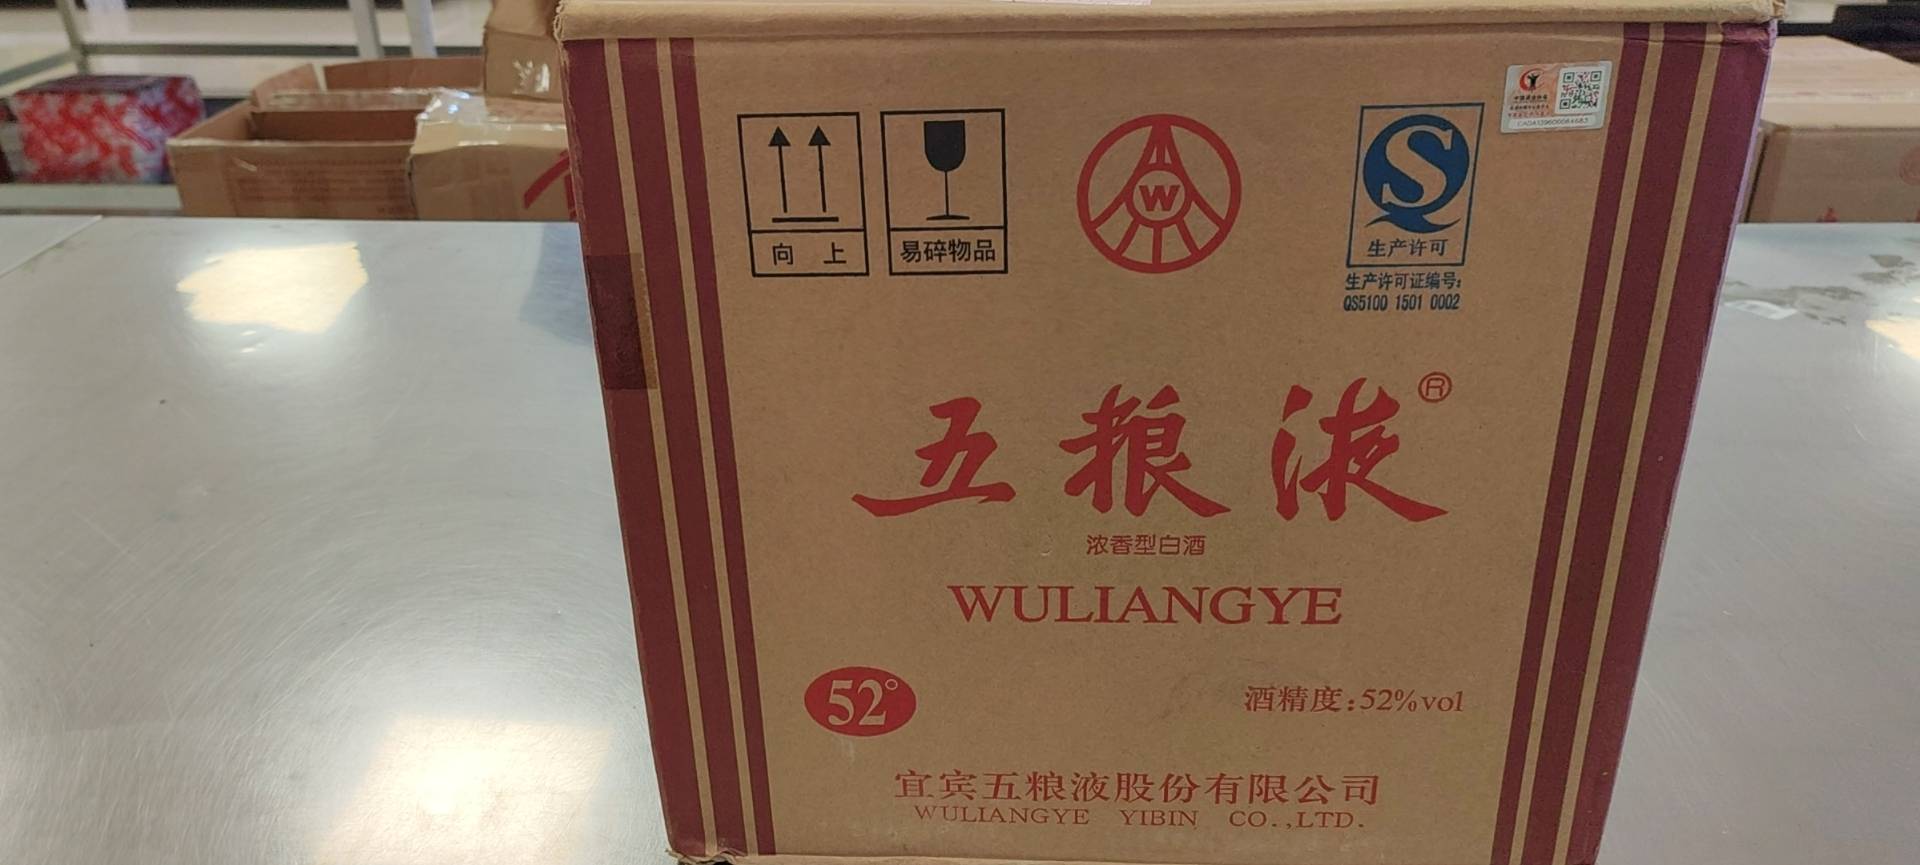 向 上
易碎物品
W
生产许可
生产许可证编号:
QS5100 1501 0002
五粮液®
浓香型白酒
WULIANGYE
52°
酒精度:52%vol
宜宾五粮液股份有限公司
WULIANGYE YIBIN CO.,LTD.